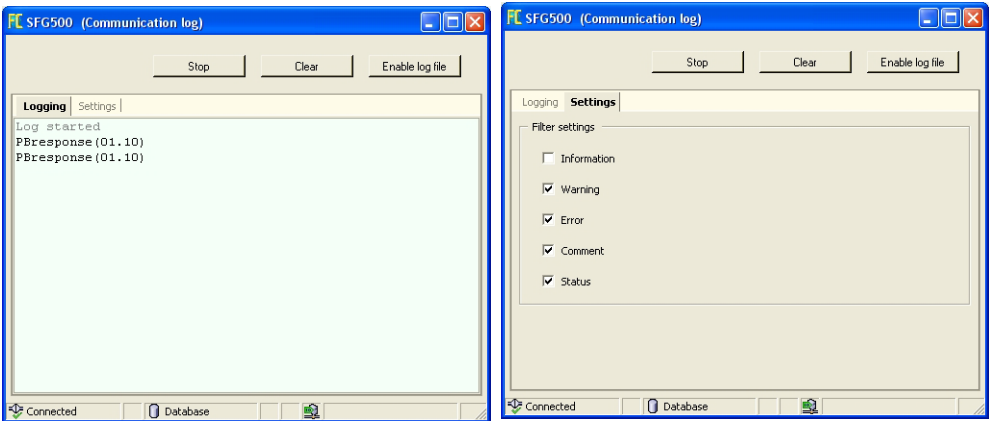 FC SFG500 (Communication log)
Stop Clear Enable log file
Logging Settings
Log started
PBresponse(01.10)
PBresponse(01.10)
Connected Database
FC SFG500 (Communication log)
Stop Clear Enable log file
Logging Settings
Filter settings
Information
Warning
Error
Comment
Status
Connected Database